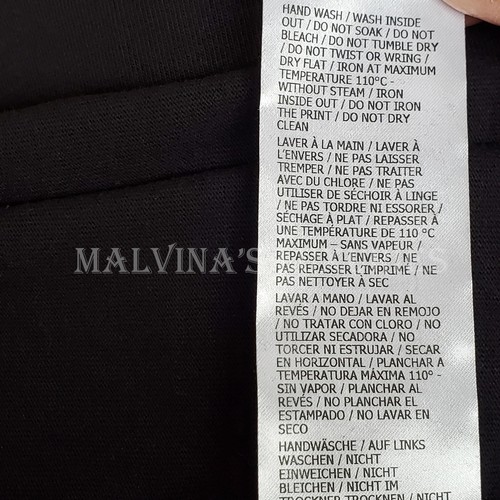 HAND WASH / WASH INSIDE
OUT / DO NOT SOAK / DO NOT
BLEACH / DO NOT TUMBLE DRY
/ DO NOT TWIST OR WRING /
DRY FLAT / IRON AT MAXIMUM
TEMPERATURE 110°C -
WITHOUT STEAM / IRON
INSIDE OUT / DO NOT IRON
THE PRINT / DO NOT DRY
CLEAN
LAVER À LA MAIN / LAVER À
L'ENVERS / NE PAS LAISSER
TREMPER / NE PAS TRAITER
AVEC DU CHLORE / NE PAS
UTILISER DE SÉCHOIR À LINGE
/ NE PAS TORDRE NI ESSORER /
SÉCHAGE À PLAT / REPASSER À
UNE TEMPÉRATURE DE 110 °C
MAXIMUM – SANS VAPEUR /
REPASSER À L'ENVERS / NE
PAS REPASSER L'IMPRIMÉ / NE
PAS NETTOYER À SEC
MALVINA'S
LAVAR A MANO / LAVAR AL
REVÉS / NO DEJAR EN REMOJO
/ NO TRATAR CON CLORO / NO
UTILIZAR SECADORA / NO
TORCER NI ESTRUJAR / SECAR
EN HORIZONTAL / PLANCHAR A
TEMPERATURA MÁXIMA 110° -
SIN VAPOR / PLANCHAR AL
REVÉS / NO PLANCHAR EL
ESTAMPADO / NO LAVAR EN
SECO
HANDWÄSCHE / AUF LINKS
WASCHEN / NICHT
EINWEICHEN / NICHT
BLEICHEN / NICHT IM
TROCKNER TROCKNEN / NICHT